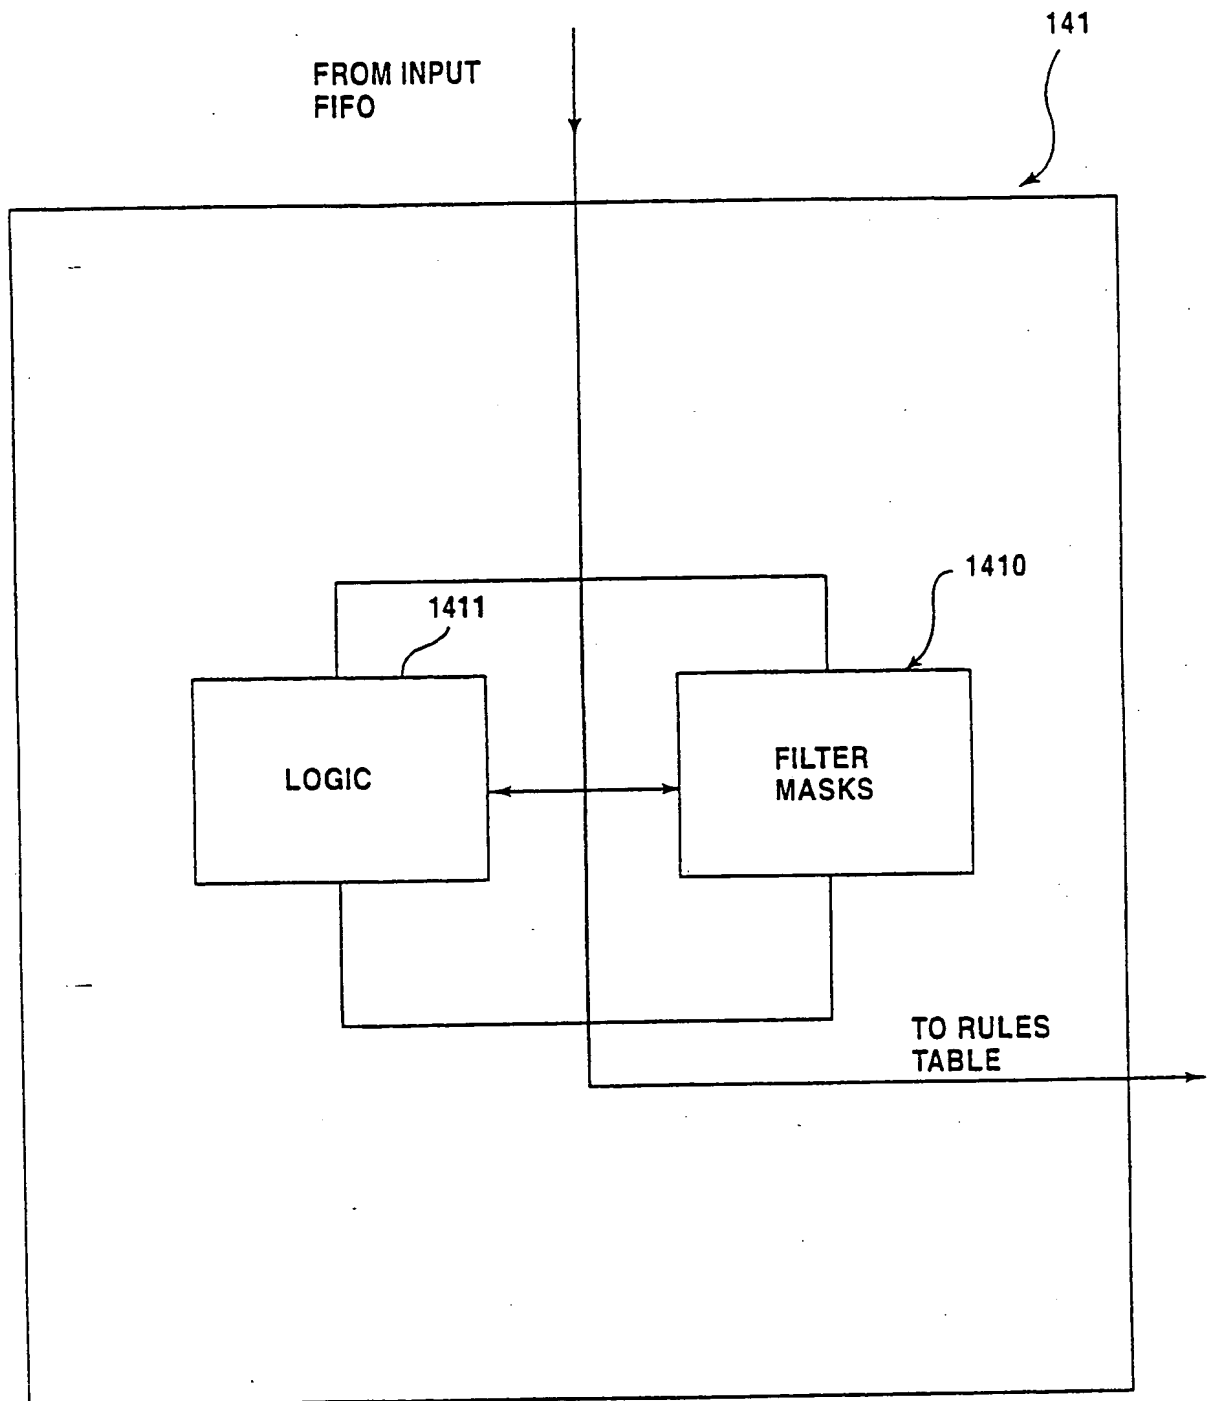 141
FROM INPUT
FIFO
1410
1411
LOGIC
FILTER
MASKS
TO RULES
TABLE